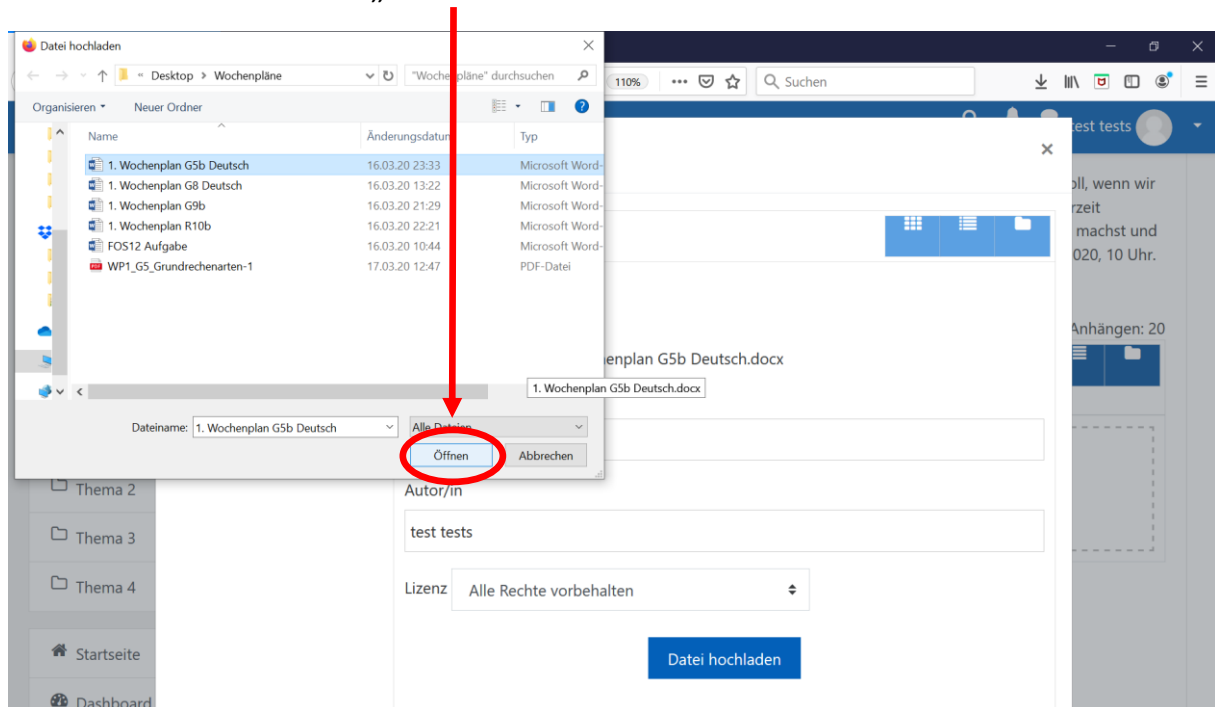 „
Datei hochladen
« Desktop > Wochenpläne
"Wochenpläne" durchsuchen
110%
Suchen
Organisieren
Neuer Ordner
test tests
Name
Änderungsdatum
Typ
1. Wochenplan G5b Deutsch 16.03.20 23:33 Microsoft Word-
1. Wochenplan G8 Deutsch 16.03.20 13:22 Microsoft Word-
1. Wochenplan G9b 16.03.20 21:29 Microsoft Word-
1. Wochenplan R10b 16.03.20 22:21 Microsoft Word-
FOS12 Aufgabe 16.03.20 10:44 Microsoft Word-
WP1_G5_Grundrechenarten-1 17.03.20 12:47 PDF-Datei
oll, wenn wir
rzeit
machst und
020, 10 Uhr.
Anhängen: 20
enplan G5b Deutsch.docx
1. Wochenplan G5b Deutsch.docx
Dateiname: 1. Wochenplan G5b Deutsch
Alle Dateien
Öffnen
Abbrechen
Thema 2
Autor/in
test tests
Thema 3
Thema 4
Lizenz
Alle Rechte vorbehalten
Startseite
Datei hochladen
Dashboard